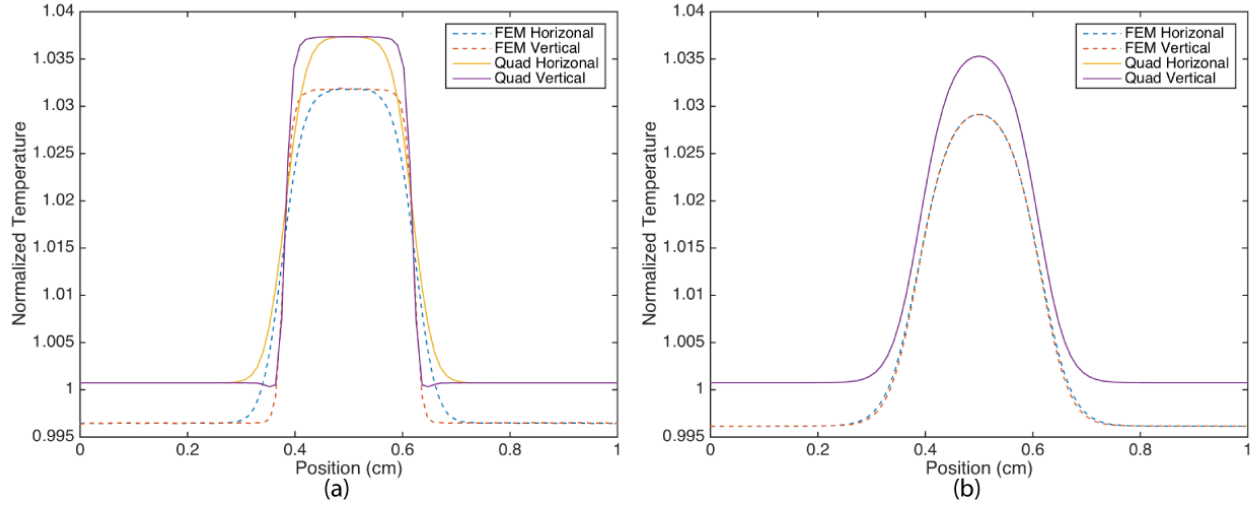 1.04
1.035
1.03
1.025
1.02
1.015
1.01
1.005
1
0.995
Normalized Temperature
0
0.2
0.4
0.6
0.8
1
Position (cm)
FEM Horizonal
FEM Vertical
Quad Horizonal
Quad Vertical
(a)
1.04
1.035
1.03
1.025
1.02
1.015
1.01
1.005
1
0.995
Normalized Temperature
0
0.2
0.4
0.6
0.8
1
Position (cm)
FEM Horizonal
FEM Vertical
Quad Horizonal
Quad Vertical
(b)